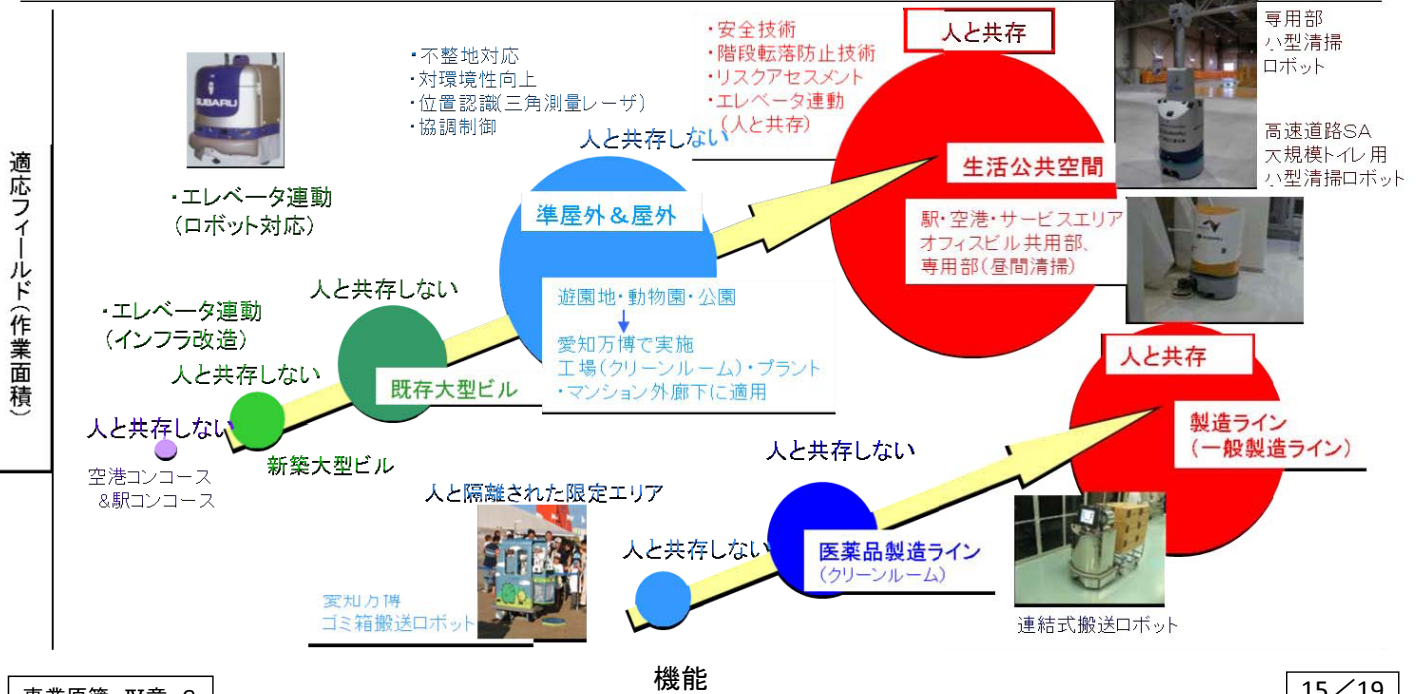 人と共存
専用部
小型清掃
ロボット
・安全技術
・階段転落防止技術
・リスクアセスメント
・エレベータ連動
(人と共存)
・不整地対応
・対環境性向上
・位置認識(三角測量レーザ)
・協調制御
SUBARU
人と共存しない
高速道路SA
大規模トイレ用
小型清掃ロボット
適応フィールド(作業面積)
生活公共空間
・エレベータ連動
(ロボット対応)
準屋外&屋外
駅・空港・サービスエリア
オフィスビル共用部、
専用部(昼間清掃)
人と共存しない
遊園地・動物園・公園
・エレベータ連動
(インフラ改造)
愛知万博で実施
工場(クリーンルーム)・プラント
・マンション外廊下に適用
人と共存
人と共存しない
既存大型ビル
人と共存しない
製造ライン
(一般製造ライン)
人と共存しない
新築大型ビル
空港コンコース
&駅コンコース
人と隔離された限定エリア
人と共存しない
医薬品製造ライン
(クリーンルーム)
愛知万博
ゴミ箱搬送ロボット
連結式搬送ロボット
機能
15/19